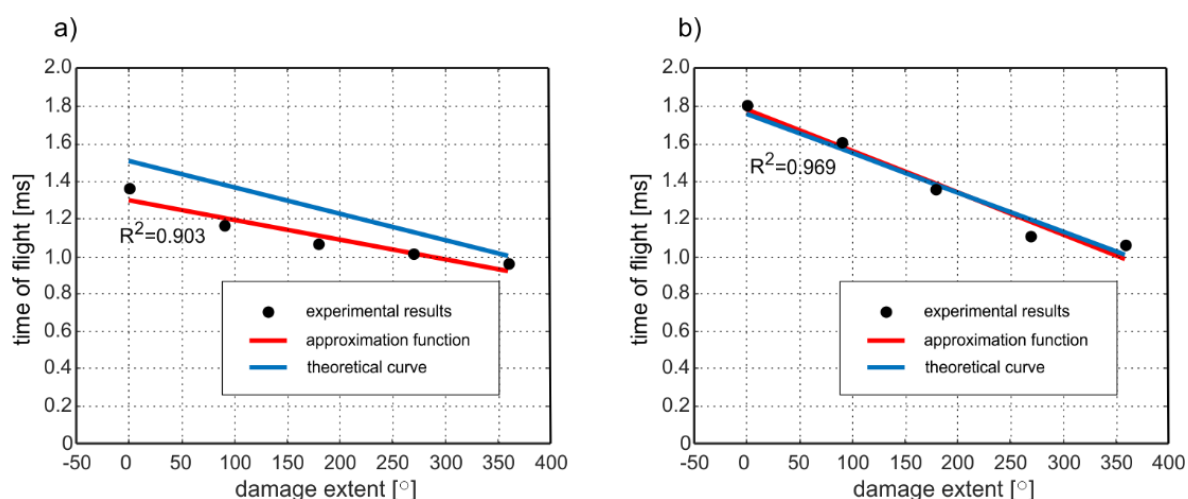 a)
2.0
1.8
1.6
1.4
1.2
1.0
0.8
0.6
0.4
0.2
0
time of flight [ms]
R²=0.903
experimental results
approximation function
theoretical curve
-50 0 50 100 150 200 250 300 350 400
damage extent [°]
b)
2.0
1.8
1.6
1.4
1.2
1.0
0.8
0.6
0.4
0.2
0
time of flight [ms]
R²=0.969
experimental results
approximation function
theoretical curve
-50 0 50 100 150 200 250 300 350 400
damage extent [°]